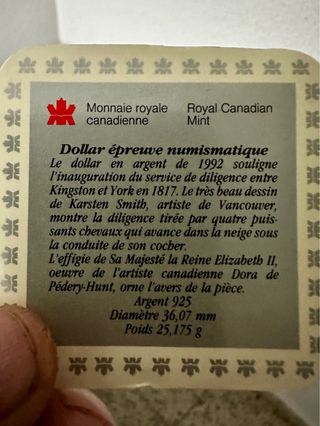 Monnaie royale canadienne
Royal Canadian Mint
Dollar épreuve numismatique
Le dollar en argent de 1992 souligne
l'inauguration du service de diligence entre
Kingston et York en 1817. Le très beau dessin
de Karsten Smith, artiste de Vancouver,
montre la diligence tirée par quatre puis-
sants chevaux qui avance dans la neige sous
la conduite de son cocher.
L'effigie de Sa Majesté la Reine Elizabeth II,
oeuvre de l'artiste canadienne Dora de
Pédery-Hunt, orne l'avers de la pièce.
Argent 925
Diamètre 36,07 mm
Poids 25,175 g